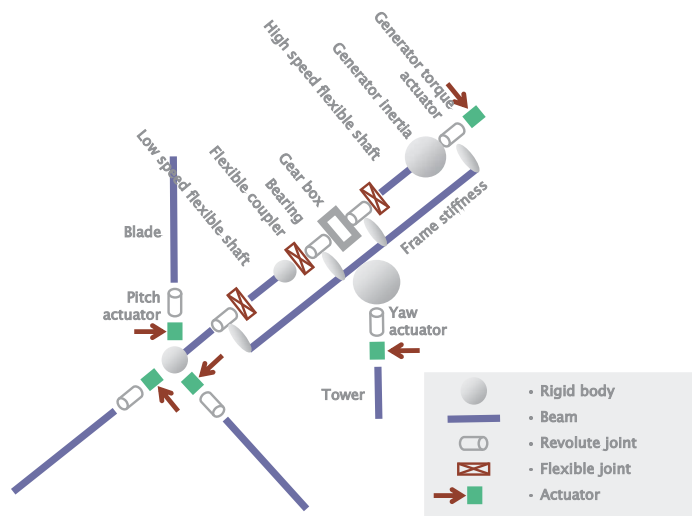 Generator torque
actuator
Generator inertia
High speed flexible shaft
Gear box
Bearing
Flexible coupler
Low speed flexible shaft
Frame stiffness
Blade
Pitch
actuator
Yaw
actuator
Tower
• Rigid body
• Beam
• Revolute joint
• Flexible joint
• Actuator